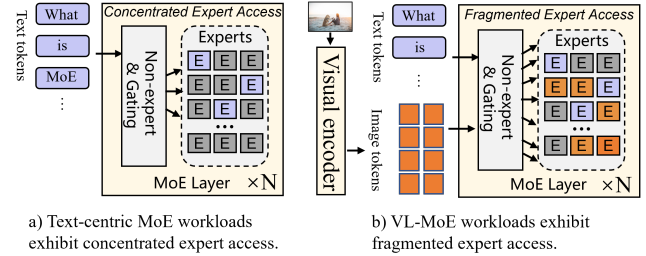 Text tokens
What
is
MoE
...
Concentrated Expert Access
Non-expert
& Gating
Experts
E E E
E E E
E E E
...
E E E
MoE Layer ×N
a) Text-centric MoE workloads
exhibit concentrated expert access.
Visual encoder
Text tokens
What
is
...
Image tokens
Fragmented Expert Access
Non-expert
& Gating
Experts
E E E
E E E
E E E
...
E E E
MoE Layer ×N
b) VL-MoE workloads exhibit
fragmented expert access.